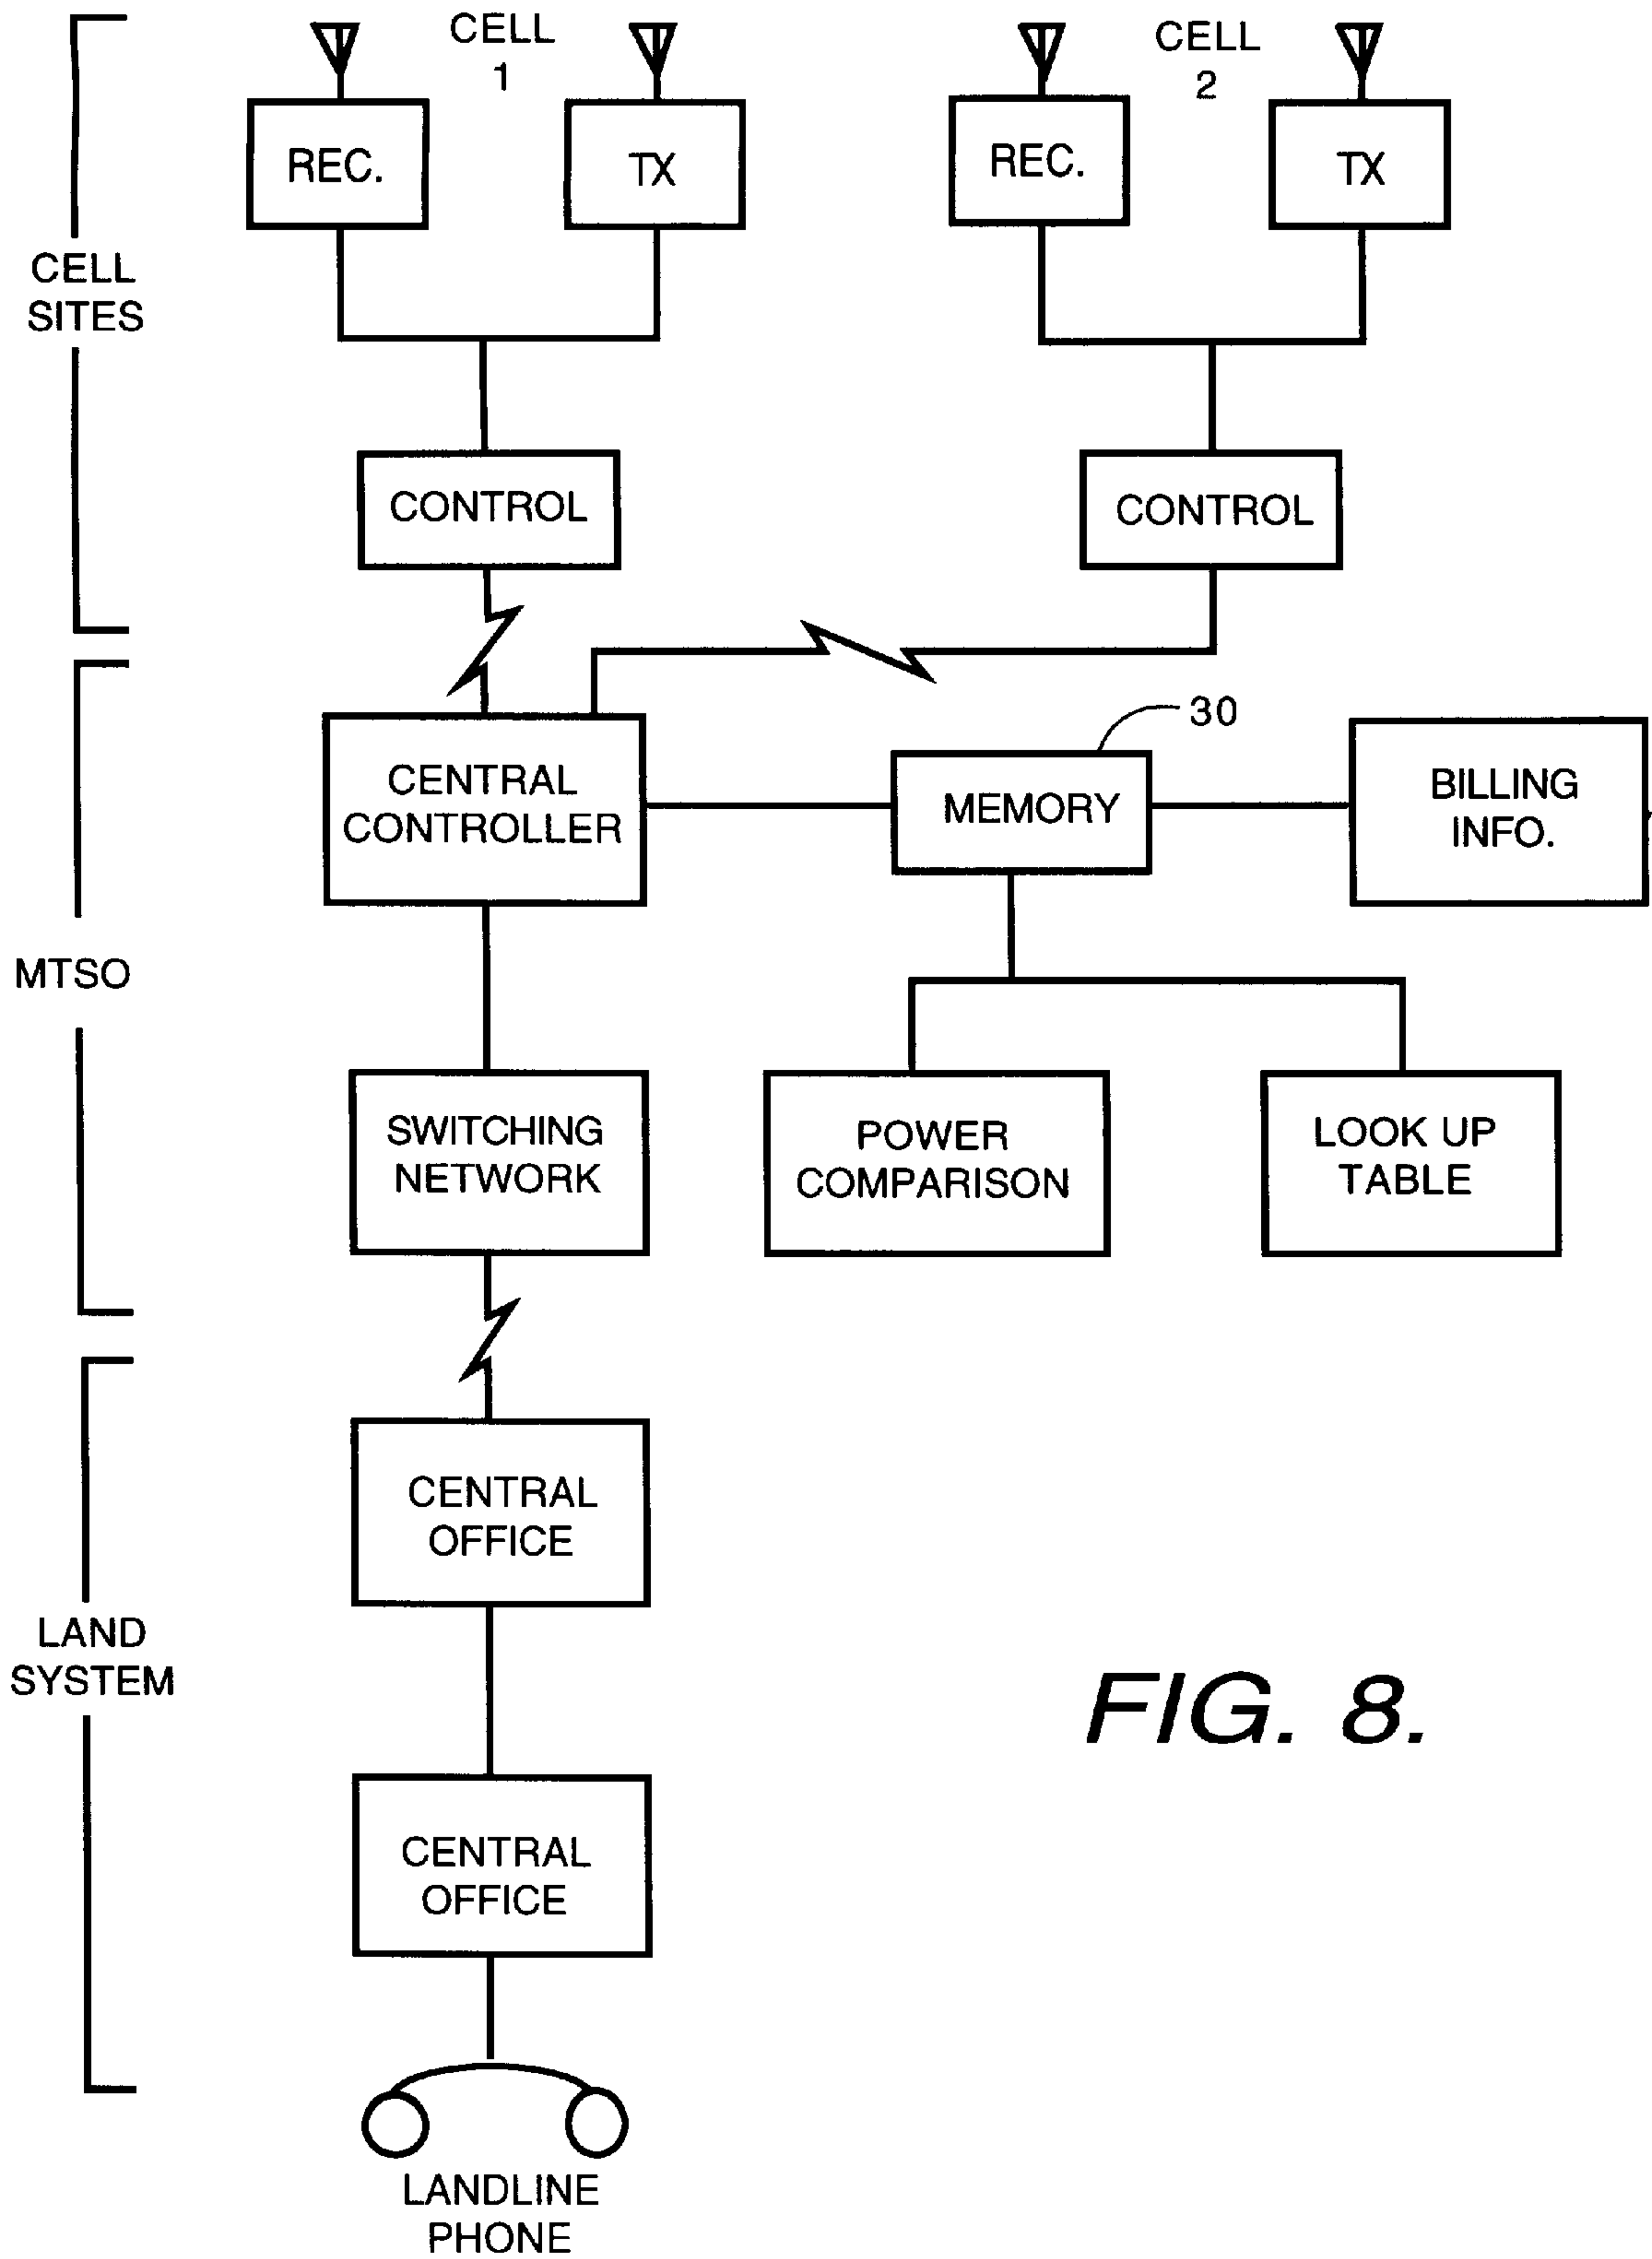 CELL
1
CELL
2
REC.
TX
REC.
TX
CELL
SITES
CONTROL
CONTROL
30
CENTRAL
CONTROLLER
MEMORY
BILLING
INFO.
MTSO
SWITCHING
NETWORK
POWER
COMPARISON
LOOK UP
TABLE
CENTRAL
OFFICE
LAND
SYSTEM
FIG. 8.
CENTRAL
OFFICE
LANDLINE
PHONE